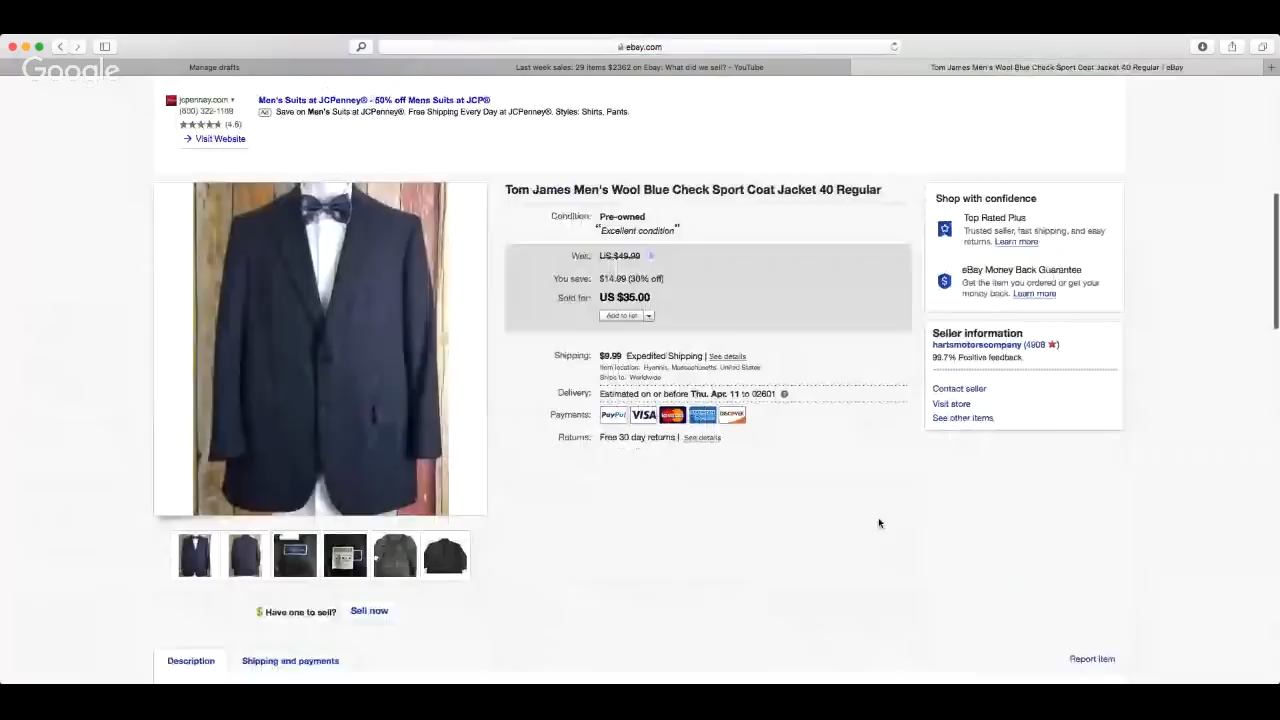 ebay.com
Google
Manage drafts
Last week sales: 29 items $2362 on Ebay: What did we sell? - YouTube
Tom James Men's Wool Blue Check Sport Coat Jacket 40 Regular | eBay
jcpenney.com
(4.6)
Visit Website
Men's Suits at JCPenney® - 50% off Mens Suits at JCP®
Ad Save on Men's Suits at JCPenney®. Free Shipping Every Day at JCPenney®. Styles: Shirts, Pants.
Tom James Men's Wool Blue Check Sport Coat Jacket 40 Regular
Condition: Pre-owned
"Excellent condition"
Was: US $49.99
You save: $14.99 (30% off)
Sold for: US $35.00
Add to list
Shipping: $9.99 Expedited Shipping | See details
Item location: Hyannis, Massachusetts, United States
Ships to: Worldwide
Delivery: Estimated on or before Thu. Apr. 11 to 02601
Payments: PayPal VISA MasterCard DISCOVER
Returns: Free 30 day returns | See details
Shop with confidence
Top Rated Plus
Trusted seller, fast shipping, and easy
returns. Learn more
eBay Money Back Guarantee
Get the item you ordered or get your
money back. Learn more
Seller information
hartsmotorscompany (4908)
99.7% Positive feedback
Contact seller
Visit store
See other items
Have one to sell? Sell now
Description
Shipping and payments
Report item